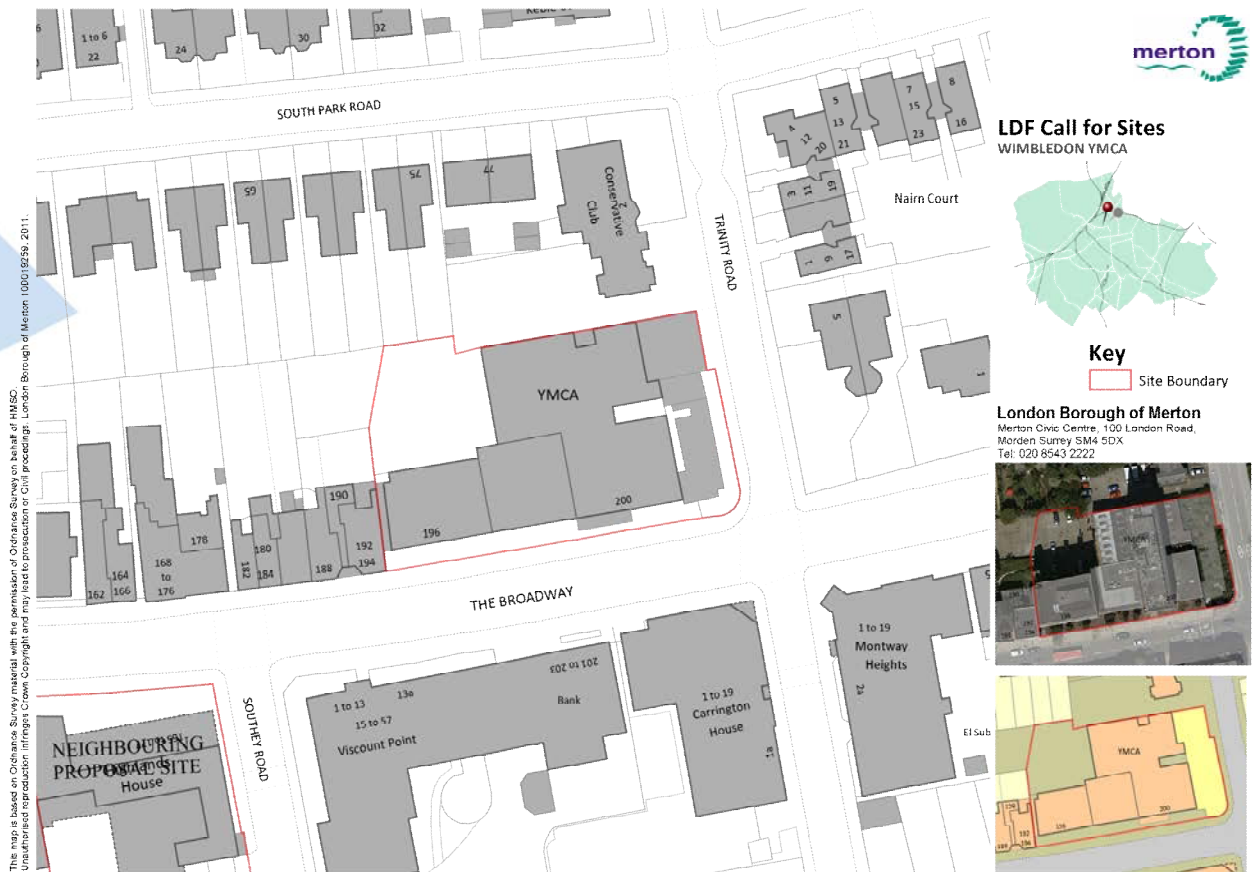 merton
LDF Call for Sites
WIMBLEDON YMCA
Key
Site Boundary
London Borough of Merton
Merton Civic Centre, 100 London Road,
Morden Surrey SM4 5DX
Tel: 020 8543 2222
This map is based on Ordnance Survey material with the permission of Ordnance Survey on behalf of HMSO.
Unauthorised reproduction infringes Crown Copyright and may lead to prosecution or Civil procedings. London Borough of Merton 100019259. 2011.
1 to 6
22
24
30
32
SOUTH PARK ROAD
69
75
77
Conservative
Club
2
TRINITY ROAD
4
12
20
5
13
21
7
15
23
8
16
3
11
19
1
9
17
Nairn Court
5
1
YMCA
200
196
190
192
194
188
180
184
182
178
168
to
176
164
166
162
THE BROADWAY
SOUTHEY ROAD
NEIGHBOURING
PROPOSAL SITE
House
1 to 13
13a
15 to 57
Viscount Point
201 to 203
Bank
1 to 19
Carrington
House
1a
1 to 19
Montway
Heights
2a
El Sub
YMCA
YMCA
200
196
190
192
194